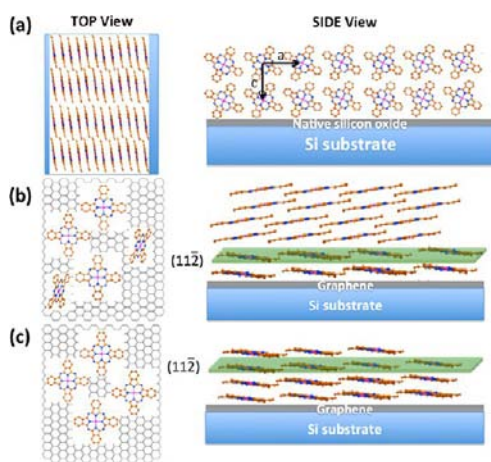 TOP View
SIDE View
(a)
a
c
Native silicon oxide
Si substrate
(b)
(112̅)
Graphene
Si substrate
(c)
(112̅)
Graphene
Si substrate